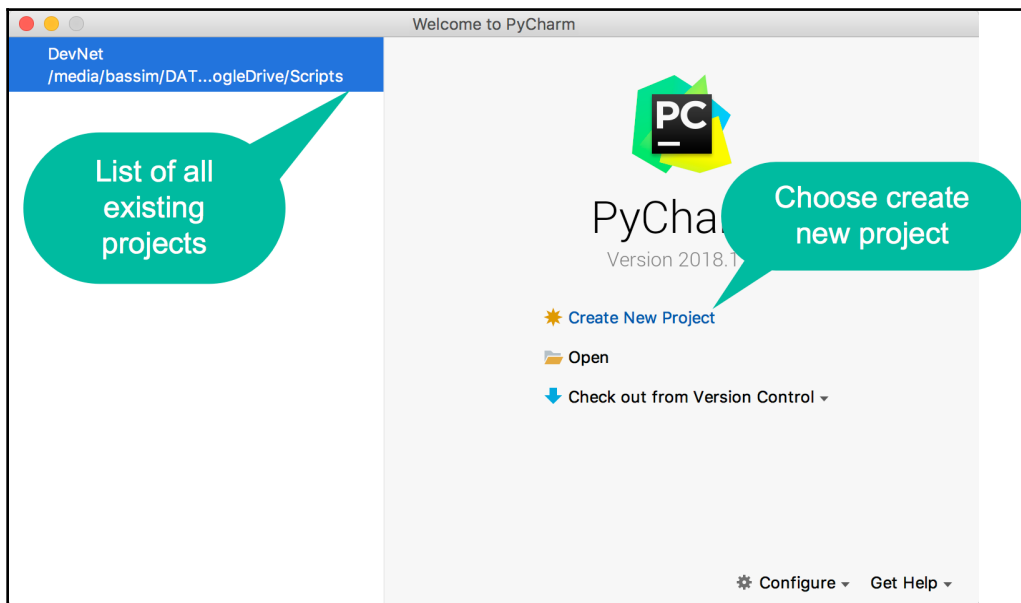 Welcome to PyCharm
DevNet
/media/bassim/DAT...ogleDrive/Scripts
List of all
existing
projects
PC
PyCha
Version 2018.1
Choose create
new project
Create New Project
Open
Check out from Version Control
Configure
Get Help